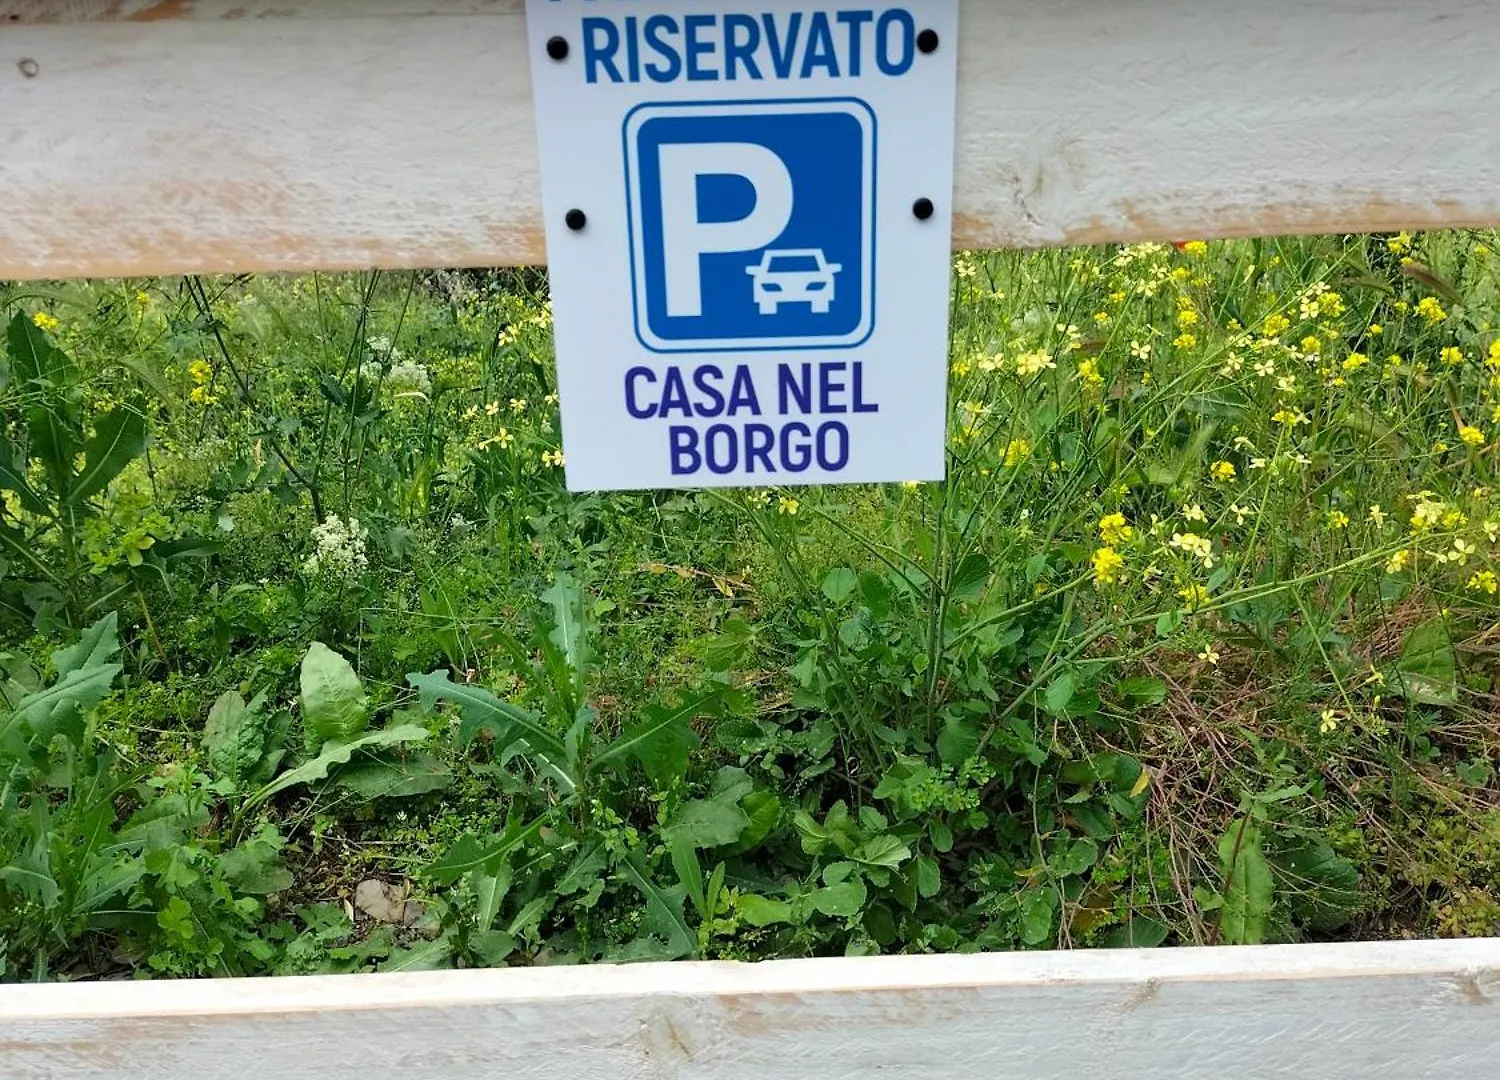 RISERVATO
P
CASA NEL
BORGO